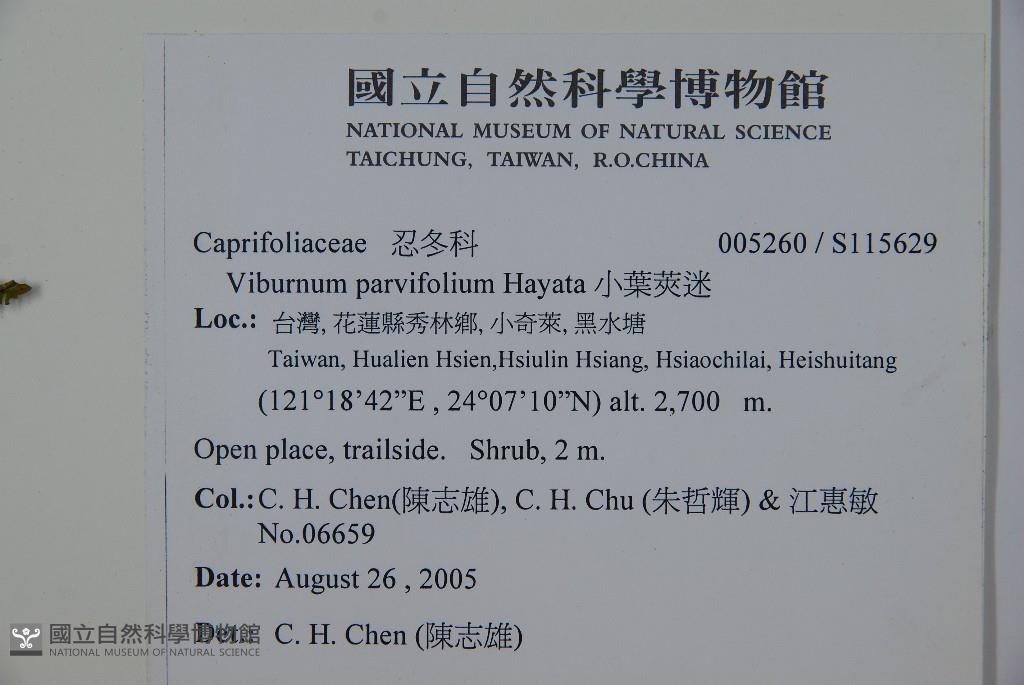 國立自然科學博物館
NATIONAL MUSEUM OF NATURAL SCIENCE
TAICHUNG, TAIWAN, R.O.CHINA
Caprifoliaceae 忍冬科 005260 / S115629
Viburnum parvifolium Hayata 小葉莢迷
Loc.: 台灣, 花蓮縣秀林鄉, 小奇萊, 黑水塘
Taiwan, Hualien Hsien,Hsiulin Hsiang, Hsiaochilai, Heishuitang
(121°18’42”E , 24°07’10”N) alt. 2,700 m.
Open place, trailside. Shrub, 2 m.
Col.: C. H. Chen(陳志雄), C. H. Chu (朱哲輝) & 江惠敏
No.06659
Date: August 26 , 2005
Det.: C. H. Chen (陳志雄)
國立自然科學博物館
NATIONAL MUSEUM OF NATURAL SCIENCE